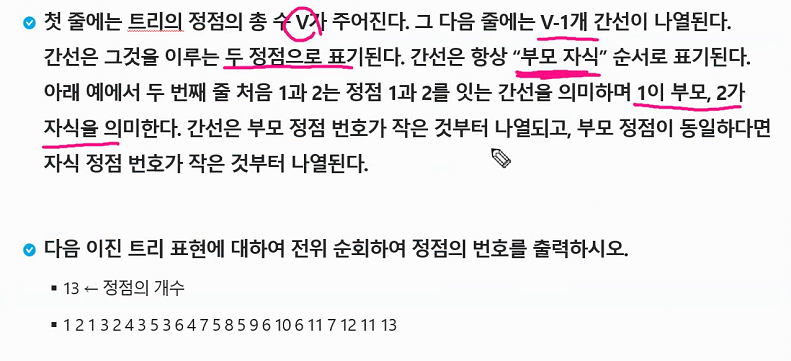 첫 줄에는 트리의 정점의 총 수 V가 주어진다. 그 다음 줄에는 V-1개 간선이 나열된다.
간선은 그것을 이루는 두 정점으로 표기된다. 간선은 항상 “부모 자식” 순서로 표기된다.
아래 예에서 두 번째 줄 처음 1과 2는 정점 1과 2를 잇는 간선을 의미하며 1이 부모, 2가
자식을 의미한다. 간선은 부모 정점 번호가 작은 것부터 나열되고, 부모 정점이 동일하다면
자식 정점 번호가 작은 것부터 나열된다.
다음 이진 트리 표현에 대하여 전위 순회하여 정점의 번호를 출력하시오.
13 ← 정점의 개수
1 2 1 3 2 4 3 5 3 6 4 7 5 8 5 9 6 10 6 11 7 12 11 13